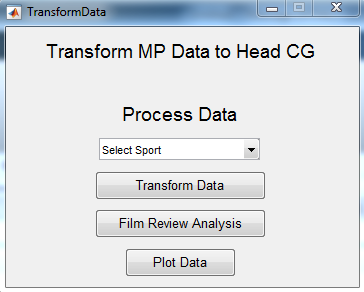 TransformData
Transform MP Data to Head CG
Process Data
Select Sport
Transform Data
Film Review Analysis
Plot Data